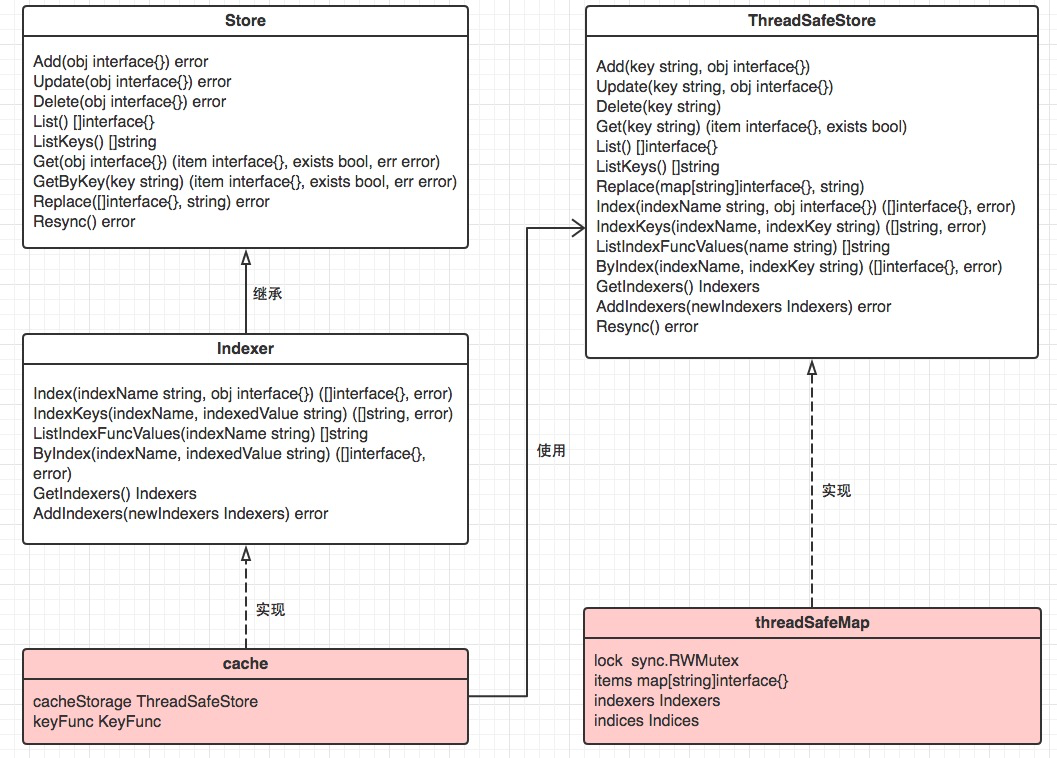 Store
Add(obj interface{}) error
Update(obj interface{}) error
Delete(obj interface{}) error
List() []interface{}
ListKeys() []string
Get(obj interface{}) (item interface{}, exists bool, err error)
GetByKey(key string) (item interface{}, exists bool, err error)
Replace([]interface{}, string) error
Resync() error
继承
Indexer
Index(indexName string, obj interface{}) ([]interface{}, error)
IndexKeys(indexName, indexedValue string) ([]string, error)
ListIndexFuncValues(indexName string) []string
ByIndex(indexName, indexedValue string) ([]interface{},
error)
GetIndexers() Indexers
AddIndexers(newIndexers Indexers) error
实现
cache
cacheStorage ThreadSafeStore
keyFunc KeyFunc
使用
ThreadSafeStore
Add(key string, obj interface{})
Update(key string, obj interface{})
Delete(key string)
Get(key string) (item interface{}, exists bool)
List() []interface{}
ListKeys() []string
Replace(map[string]interface{}, string)
Index(indexName string, obj interface{}) ([]interface{}, error)
IndexKeys(indexName, indexKey string) ([]string, error)
ListIndexFuncValues(name string) []string
ByIndex(indexName, indexKey string) ([]interface{}, error)
GetIndexers() Indexers
AddIndexers(newIndexers Indexers) error
Resync() error
实现
threadSafeMap
lock  sync.RWMutex
items map[string]interface{}
indexers Indexers
indices Indices